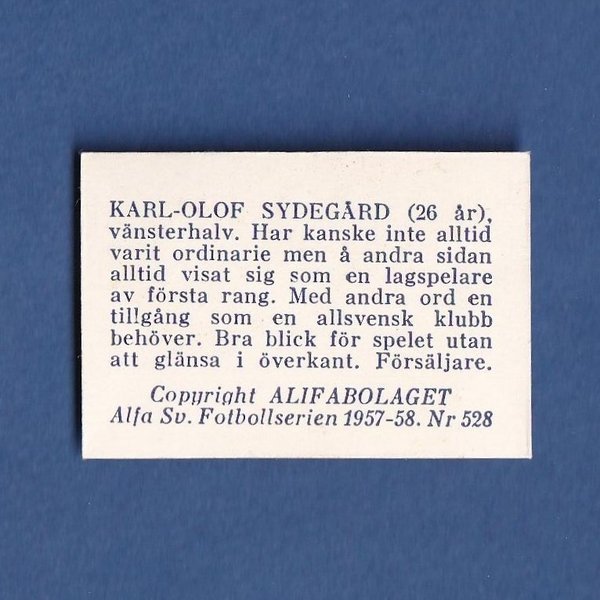 KARL-OLOF SYDEGÅRD (26 år),
vänsterhalv. Har kanske inte alltid
varit ordinarie men å andra sidan
alltid visat sig som en lagspelare
av första rang. Med andra ord en
tillgång som en allsvensk klubb
behöver. Bra blick för spelet utan
att glänsa i överkant. Försäljare.
Copyright ALIFABOLAGET
Alfa Sv. Fotbollserien 1957-58. Nr 528